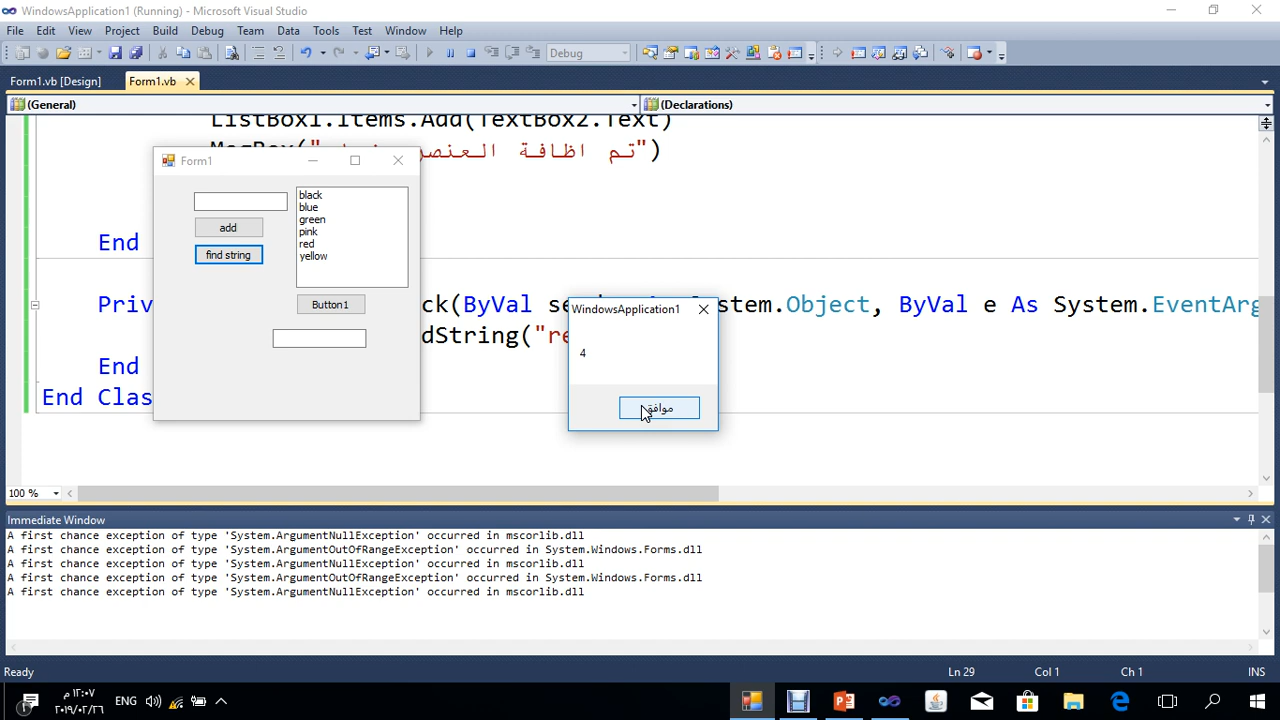 WindowsApplication1 (Running) - Microsoft Visual Studio
File Edit View Project Build Debug Team Data Tools Test Window Help
Debug
Form1.vb [Design] Form1.vb
(General) (Declarations)
ListBox1.Items.Add(TextBox2.Text)
("تم اظافة العنصر")
Form1
black
blue
green
pink
red
yellow
add
find string
Button1
End
ByVal System.Object, ByVal e As System.EventArg
dString("re
End
End Clas
WindowsApplication1
4
موافق
100 %
Immediate Window
A first chance exception of type 'System.ArgumentNullException' occurred in mscorlib.dll
A first chance exception of type 'System.ArgumentOutOfRangeException' occurred in System.Windows.Forms.dll
A first chance exception of type 'System.ArgumentNullException' occurred in mscorlib.dll
A first chance exception of type 'System.ArgumentOutOfRangeException' occurred in System.Windows.Forms.dll
A first chance exception of type 'System.ArgumentNullException' occurred in mscorlib.dll
Ready Ln 29 Col 1 Ch 1 INS
ENG
١٢:٠٧ م
٢٠١٩/٠٢/٢٦